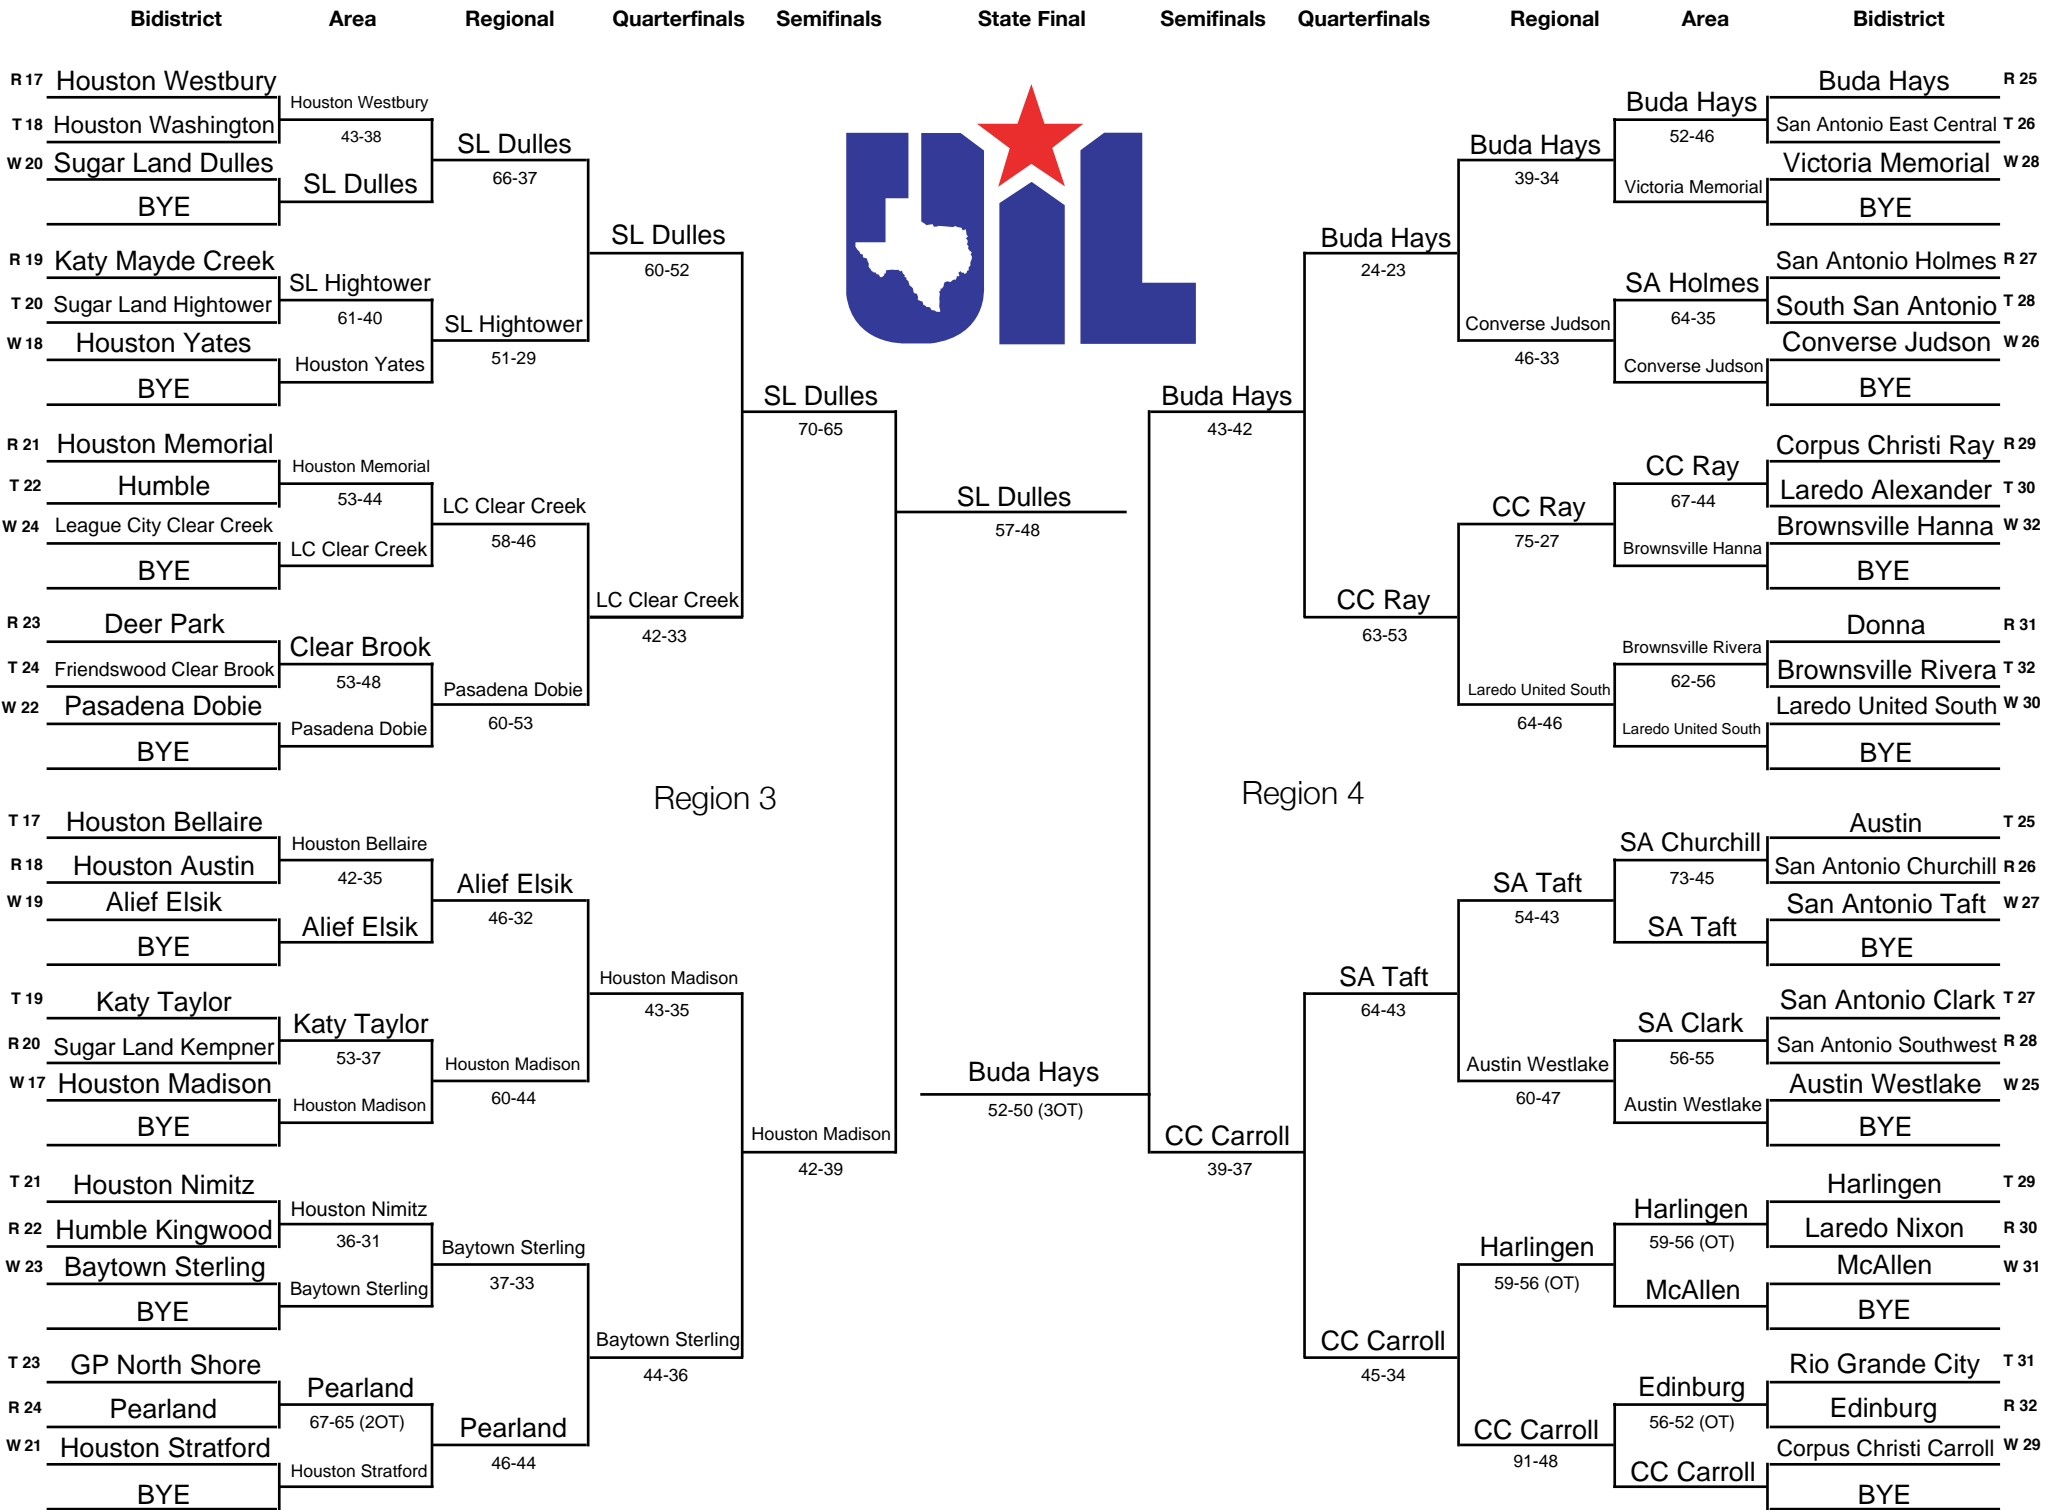 Bidistrict Area Regional Quarterfinals Semifinals State Final Semifinals Quarterfinals Regional Area Bidistrict
R 17 Houston Westbury
Houston Westbury
T 18 Houston Washington
43-38
SL Dulles
W 20 Sugar Land Dulles
66-37
SL Dulles
BYE
SL Dulles
60-52
R 19 Katy Mayde Creek
SL Hightower
T 20 Sugar Land Hightower
61-40
SL Hightower
W 18 Houston Yates
51-29
Houston Yates
BYE
SL Dulles
70-65
R 21 Houston Memorial
Houston Memorial
T 22 Humble
53-44
LC Clear Creek
W 24 League City Clear Creek
58-46
LC Clear Creek
BYE
LC Clear Creek
42-33
R 23 Deer Park
Clear Brook
T 24 Friendswood Clear Brook
53-48
Pasadena Dobie
W 22 Pasadena Dobie
60-53
Pasadena Dobie
BYE
Region 3
T 17 Houston Bellaire
Houston Bellaire
R 18 Houston Austin
42-35
Alief Elsik
W 19 Alief Elsik
46-32
Alief Elsik
BYE
Houston Madison
43-35
T 19 Katy Taylor
Katy Taylor
R 20 Sugar Land Kempner
53-37
Houston Madison
W 17 Houston Madison
60-44
Houston Madison
BYE
Houston Madison
42-39
T 21 Houston Nimitz
Houston Nimitz
R 22 Humble Kingwood
36-31
Baytown Sterling
W 23 Baytown Sterling
37-33
Baytown Sterling
BYE
Baytown Sterling
44-36
T 23 GP North Shore
Pearland
R 24 Pearland
67-65 (2OT)
Pearland
W 21 Houston Stratford
46-44
Houston Stratford
BYE
UIL
SL Dulles
57-48
Buda Hays
52-50 (3OT)
Buda Hays R 25
Buda Hays
San Antonio East Central T 26
52-46
Buda Hays
Victoria Memorial W 28
39-34
Victoria Memorial
BYE
Buda Hays
24-23
San Antonio Holmes R 27
SA Holmes
South San Antonio T 28
64-35
Converse Judson
Converse Judson W 26
46-33
Converse Judson
BYE
Buda Hays
43-42
Corpus Christi Ray R 29
CC Ray
Laredo Alexander T 30
67-44
CC Ray
Brownsville Hanna W 32
75-27
Brownsville Hanna
BYE
CC Ray
63-53
Donna R 31
Brownsville Rivera
Brownsville Rivera T 32
62-56
Laredo United South
Laredo United South W 30
64-46
Laredo United South
BYE
Region 4
Austin T 25
SA Churchill
San Antonio Churchill R 26
73-45
SA Taft
San Antonio Taft W 27
54-43
SA Taft
BYE
SA Taft
64-43
San Antonio Clark T 27
SA Clark
San Antonio Southwest R 28
56-55
Austin Westlake
Austin Westlake W 25
60-47
Austin Westlake
BYE
CC Carroll
39-37
Harlingen T 29
Harlingen
Laredo Nixon R 30
59-56 (OT)
Harlingen
McAllen W 31
59-56 (OT)
McAllen
BYE
CC Carroll
45-34
Rio Grande City T 31
Edinburg
Edinburg R 32
56-52 (OT)
CC Carroll
Corpus Christi Carroll W 29
91-48
CC Carroll
BYE